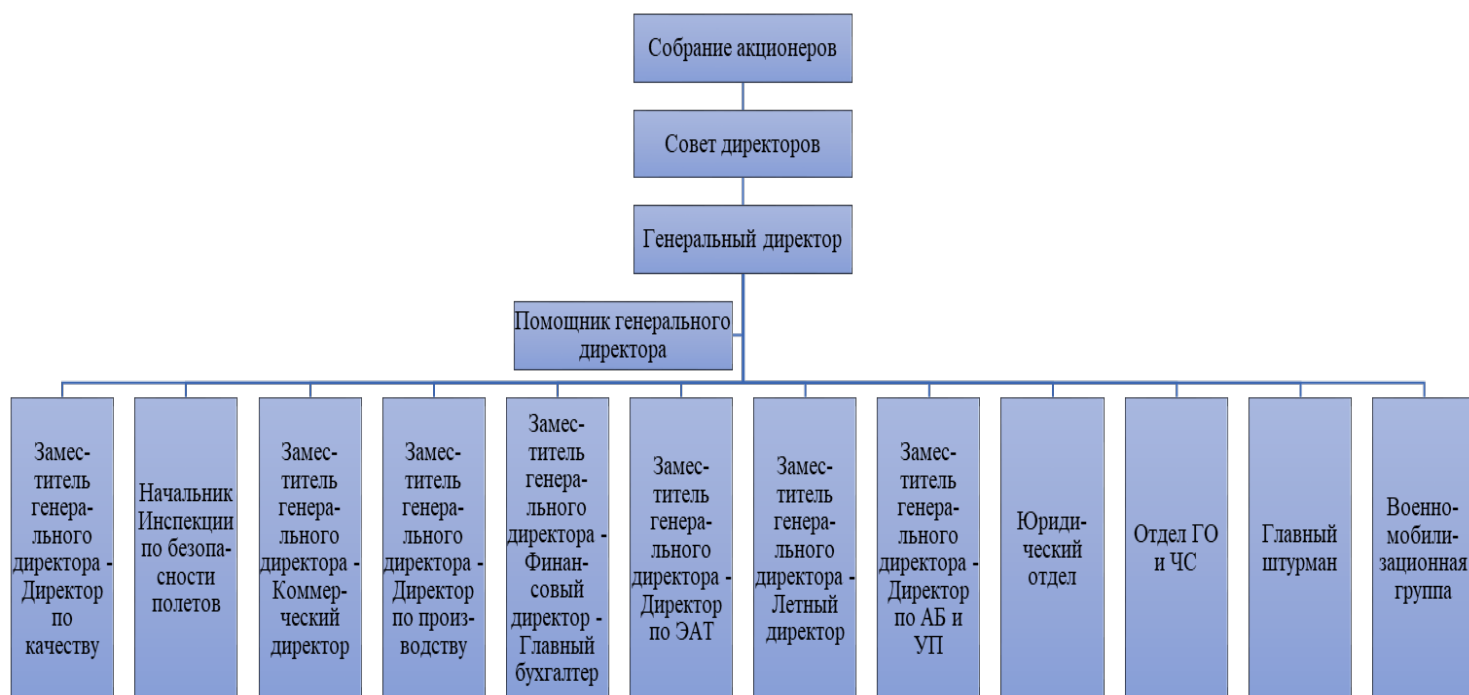 Собрание акционеров
Совет директоров
Генеральный директор
Помощник генерального
директора
Замес-
титель
генера-
льного
директора -
Директор
по
качеству
Начальник
Инспекции
по безопа-
сности
полетов
Замес-
титель
генера-
льного
директора -
Коммер-
ческий
директор
Замес-
титель
генера-
льного
директора -
Директор
по произ-
водству
Замес-
титель
генера-
льного
директора -
Финан-
совый
директор -
Главный
бухгалтер
Замес-
титель
генера-
льного
директора -
Директор
по ЭАТ
Замес-
титель
генера-
льного
директора -
Летный
директор
Замес-
титель
генера-
льного
директора -
Директор
по АБ и
УП
Юриди-
ческий
отдел
Отдел ГО
и ЧС
Главный
штурман
Военно-
мобили-
зационная
группа